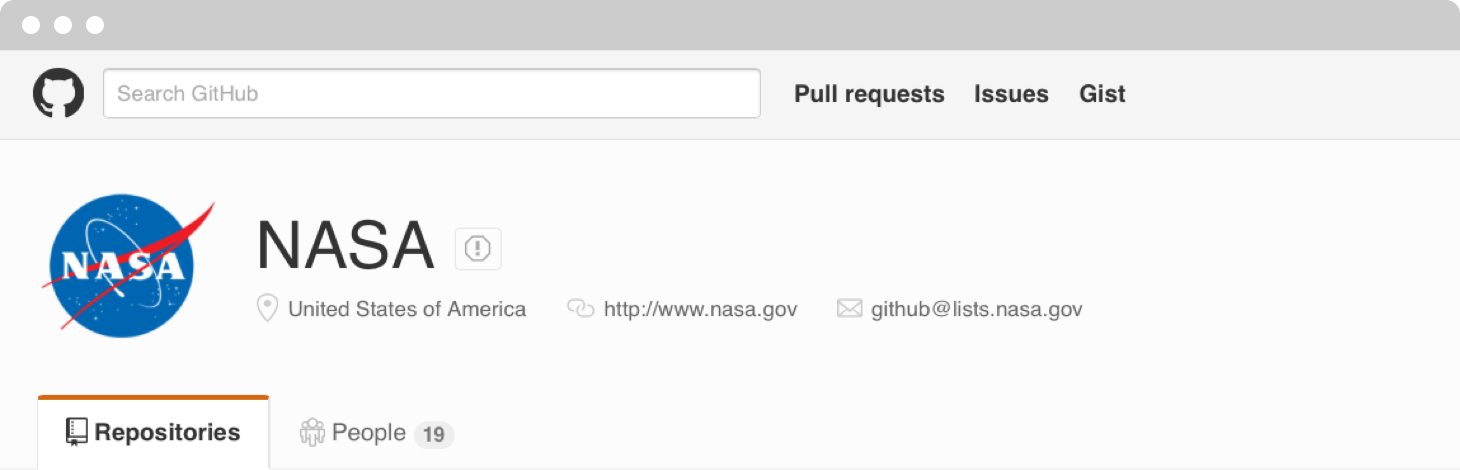 Search GitHub Pull requests Issues Gist
NASA
NASA
United States of America http://www.nasa.gov github@lists.nasa.gov
Repositories People 19